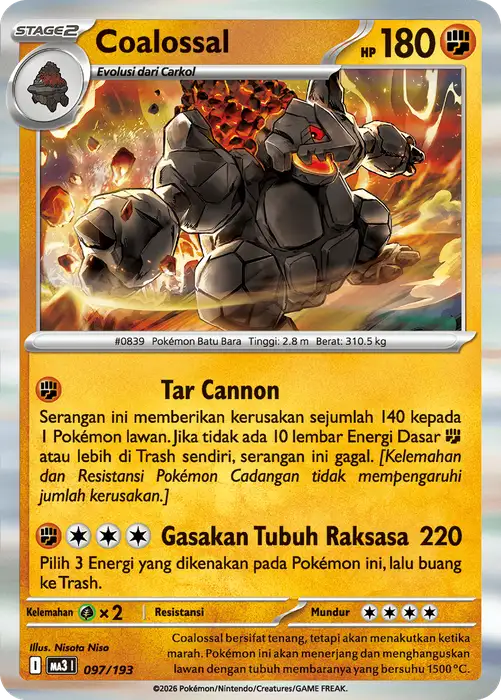 STAGE2 Coalossal HP 180
Evolusi dari Carkol
#0839 Pokémon Batu Bara Tinggi: 2.8 m Berat: 310.5 kg
Tar Cannon
Serangan ini memberikan kerusakan sejumlah 140 kepada
1 Pokémon lawan. Jika tidak ada 10 lembar Energi Dasar
atau lebih di Trash sendiri, serangan ini gagal. [Kelemahan
dan Resistansi Pokémon Cadangan tidak mempengaruhi
jumlah kerusakan.]
Gasakan Tubuh Raksasa 220
Pilih 3 Energi yang dikenakan pada Pokémon ini, lalu buang
ke Trash.
Kelemahan ×2 Resistansi Mundur
Illus. Nisota Niso
I MA3 I 097/193
Coalossal bersifat tenang, tetapi akan menakutkan ketika
marah. Pokémon ini akan menerjang dan menghanguskan
lawan dengan tubuh membaranya yang bersuhu 1500°C.
©2026 Pokémon/Nintendo/Creatures/GAME FREAK.